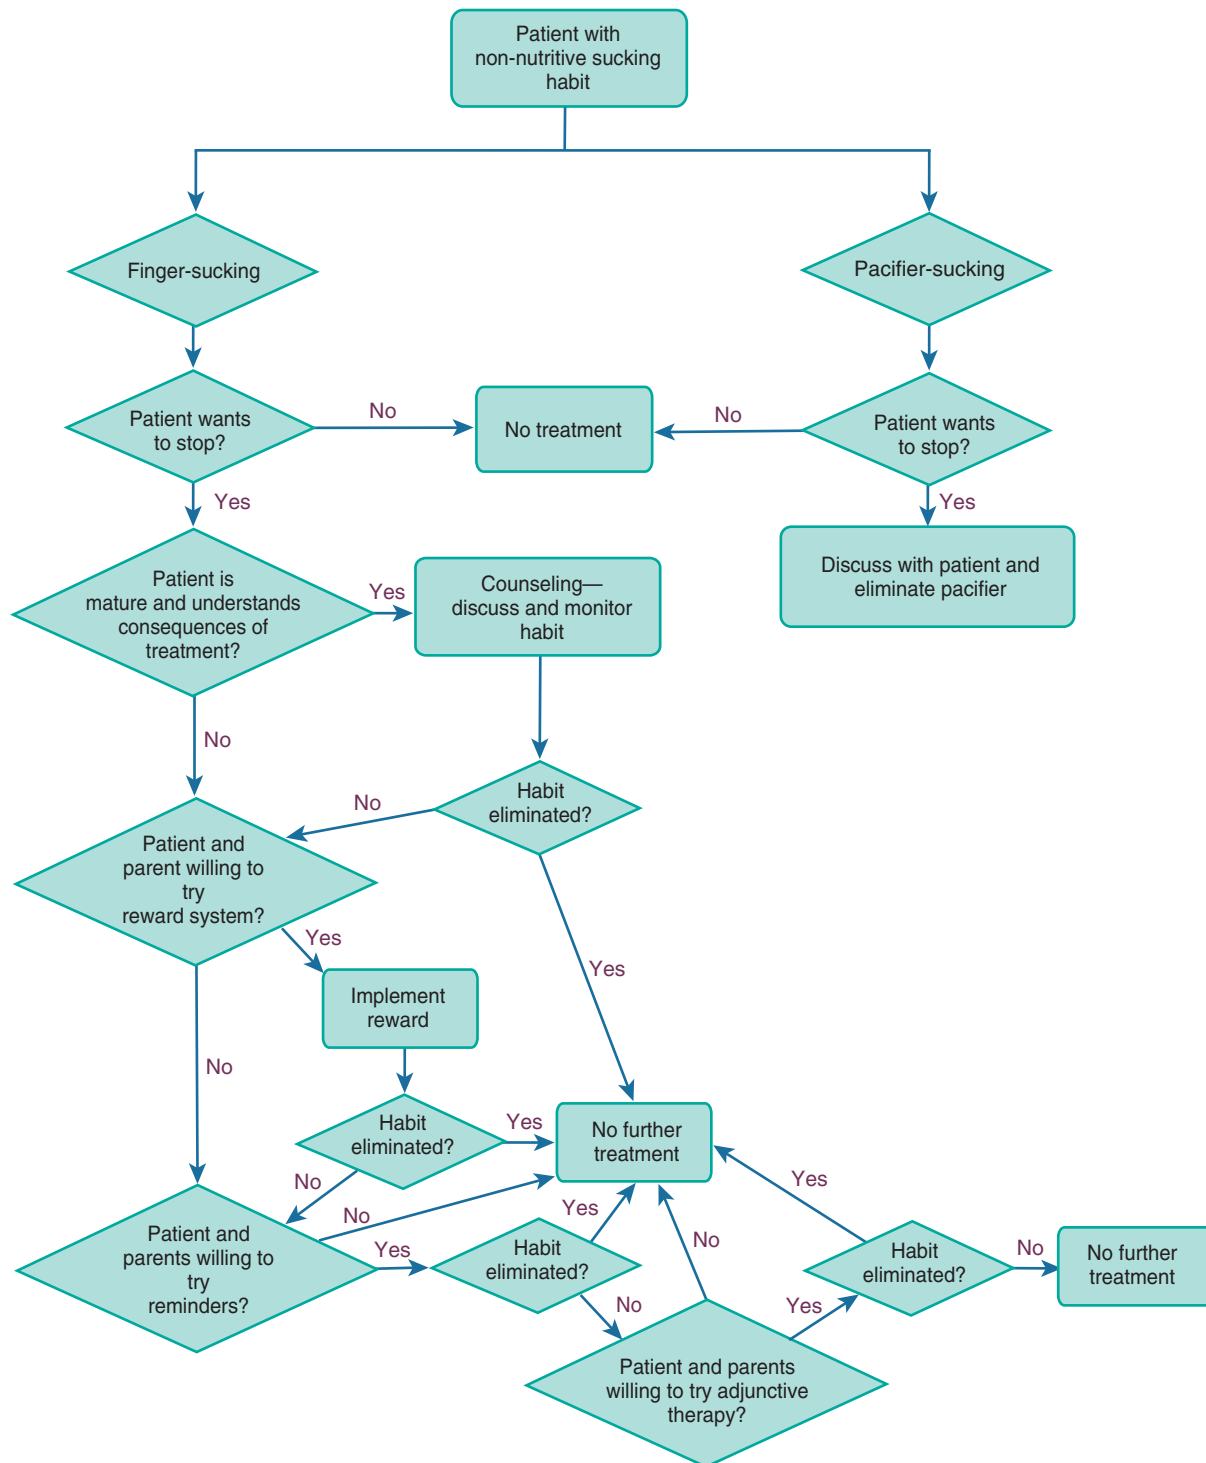 Patient with
non-nutritive sucking
habit
Finger-sucking
Pacifier-sucking
Patient wants
to stop?
No
No treatment
No
Patient wants
to stop?
Yes
Yes
Patient is
mature and understands
consequences of
treatment?
Yes
Counseling—
discuss and monitor
habit
Discuss with patient and
eliminate pacifier
No
No
Habit
eliminated?
Patient and
parent willing to
try
reward system?
Yes
Yes
Implement
reward
No
Habit
eliminated?
Yes
No further
treatment
No
No
Yes
Yes
No
Patient and
parents willing to
try
reminders?
Yes
Habit
eliminated?
No
Yes
Habit
eliminated?
No
No further
treatment
Patient and parents
willing to try adjunctive
therapy?